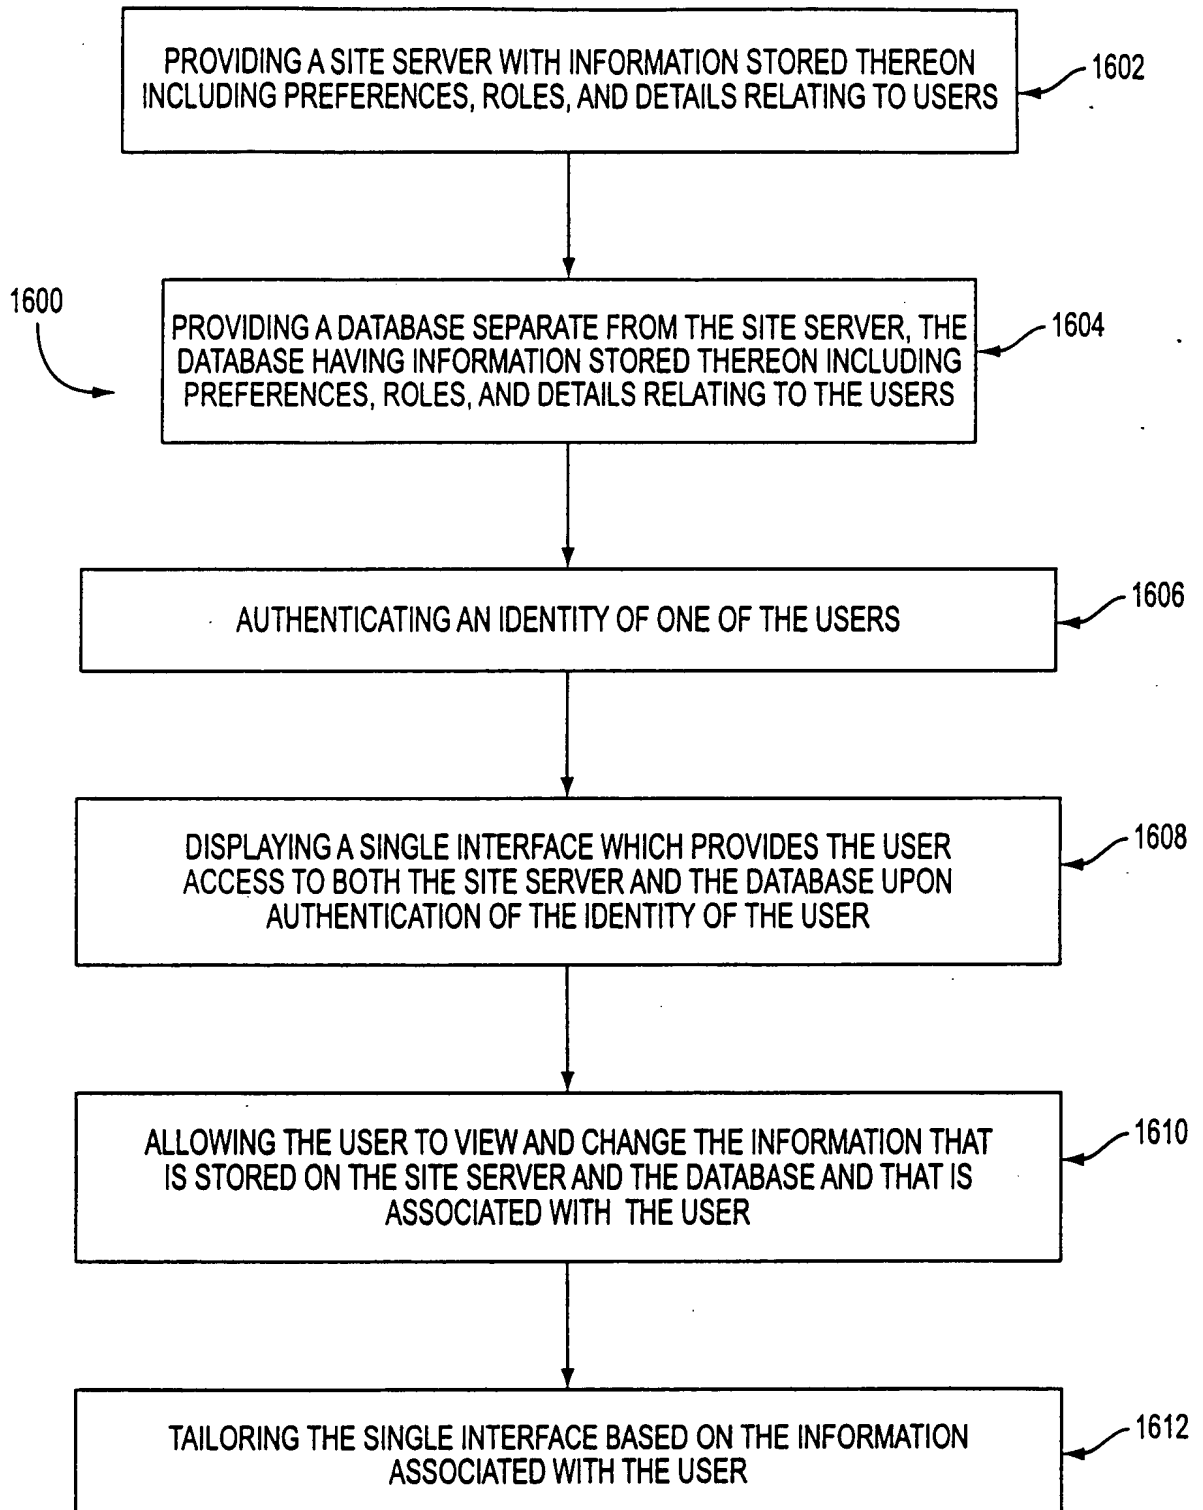 PROVIDING A SITE SERVER WITH INFORMATION STORED THEREON
INCLUDING PREFERENCES, ROLES, AND DETAILS RELATING TO USERS
1602
1600
PROVIDING A DATABASE SEPARATE FROM THE SITE SERVER, THE
DATABASE HAVING INFORMATION STORED THEREON INCLUDING
PREFERENCES, ROLES, AND DETAILS RELATING TO THE USERS
1604
AUTHENTICATING AN IDENTITY OF ONE OF THE USERS
1606
DISPLAYING A SINGLE INTERFACE WHICH PROVIDES THE USER
ACCESS TO BOTH THE SITE SERVER AND THE DATABASE UPON
AUTHENTICATION OF THE IDENTITY OF THE USER
1608
ALLOWING THE USER TO VIEW AND CHANGE THE INFORMATION THAT
IS STORED ON THE SITE SERVER AND THE DATABASE AND THAT IS
ASSOCIATED WITH THE USER
1610
TAILORING THE SINGLE INTERFACE BASED ON THE INFORMATION
ASSOCIATED WITH THE USER
1612